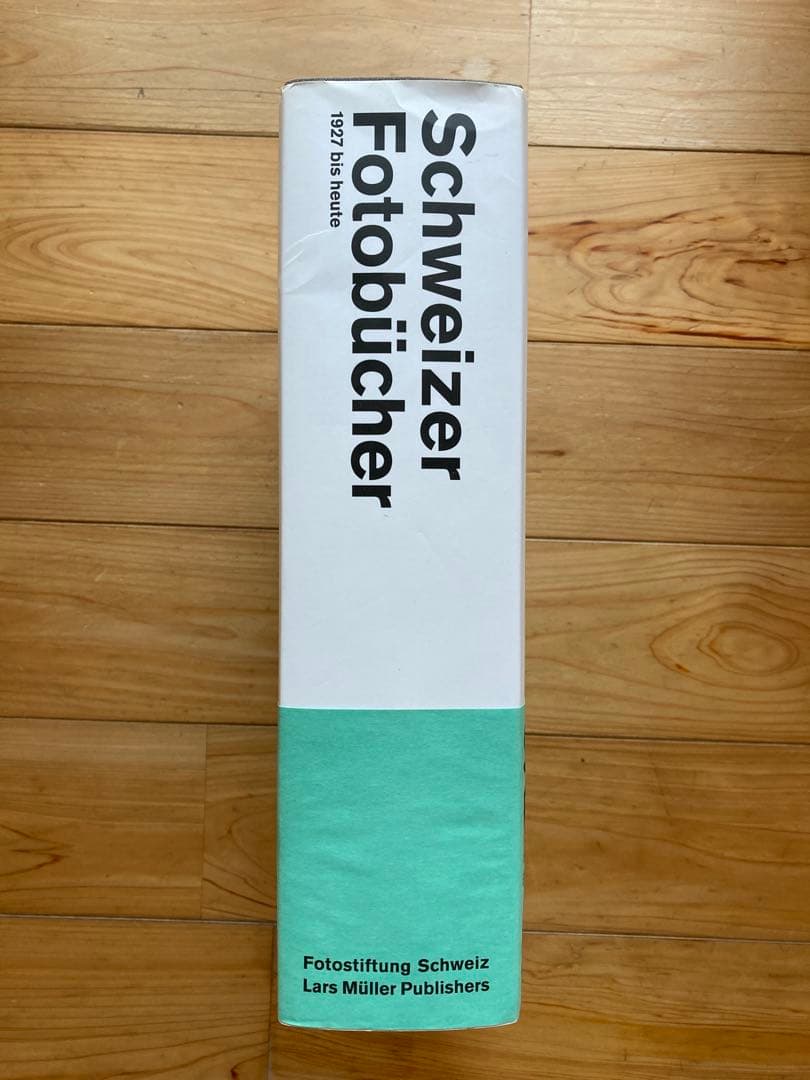 Schweizer
Fotobücher
1927 bis heute
Fotostiftung Schweiz
Lars Müller Publishers